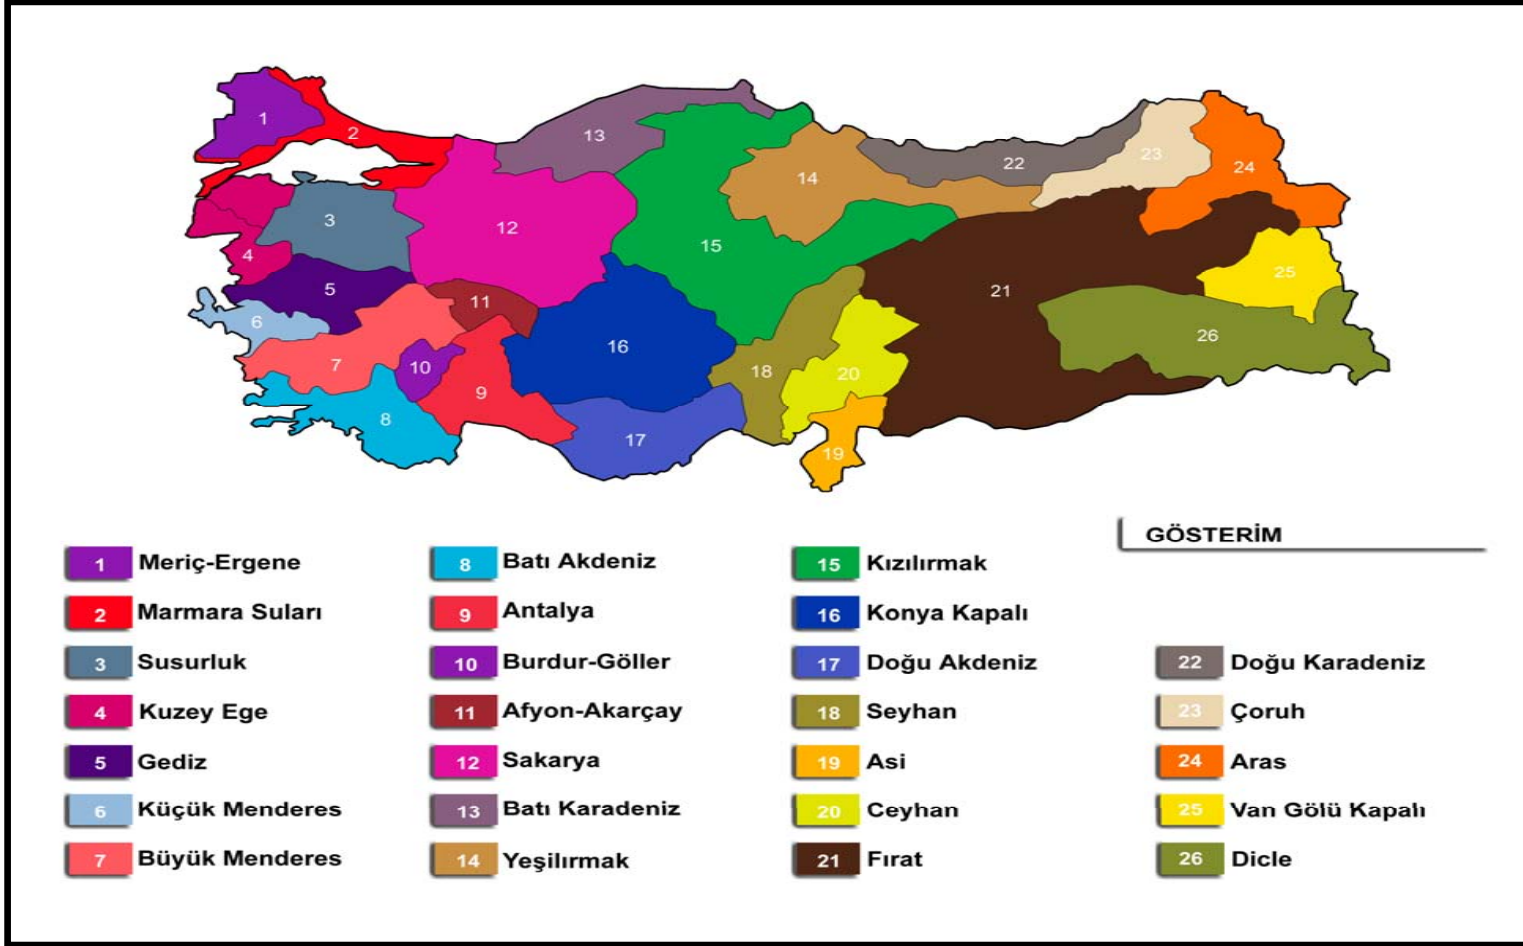 1
2
13
22
23
24
14
3
12
15
4
25
5
21
11
6
26
16
7
10
18
20
9
8
17
19
GÖSTERİM
1 Meriç-Ergene
2 Marmara Suları
3 Susurluk
4 Kuzey Ege
5 Gediz
6 Küçük Menderes
7 Büyük Menderes
8 Batı Akdeniz
9 Antalya
10 Burdur-Göller
11 Afyon-Akarçay
12 Sakarya
13 Batı Karadeniz
14 Yeşilırmak
15 Kızılırmak
16 Konya Kapalı
17 Doğu Akdeniz
18 Seyhan
19 Asi
20 Ceyhan
21 Fırat
22 Doğu Karadeniz
23 Çoruh
24 Aras
25 Van Gölü Kapalı
26 Dicle